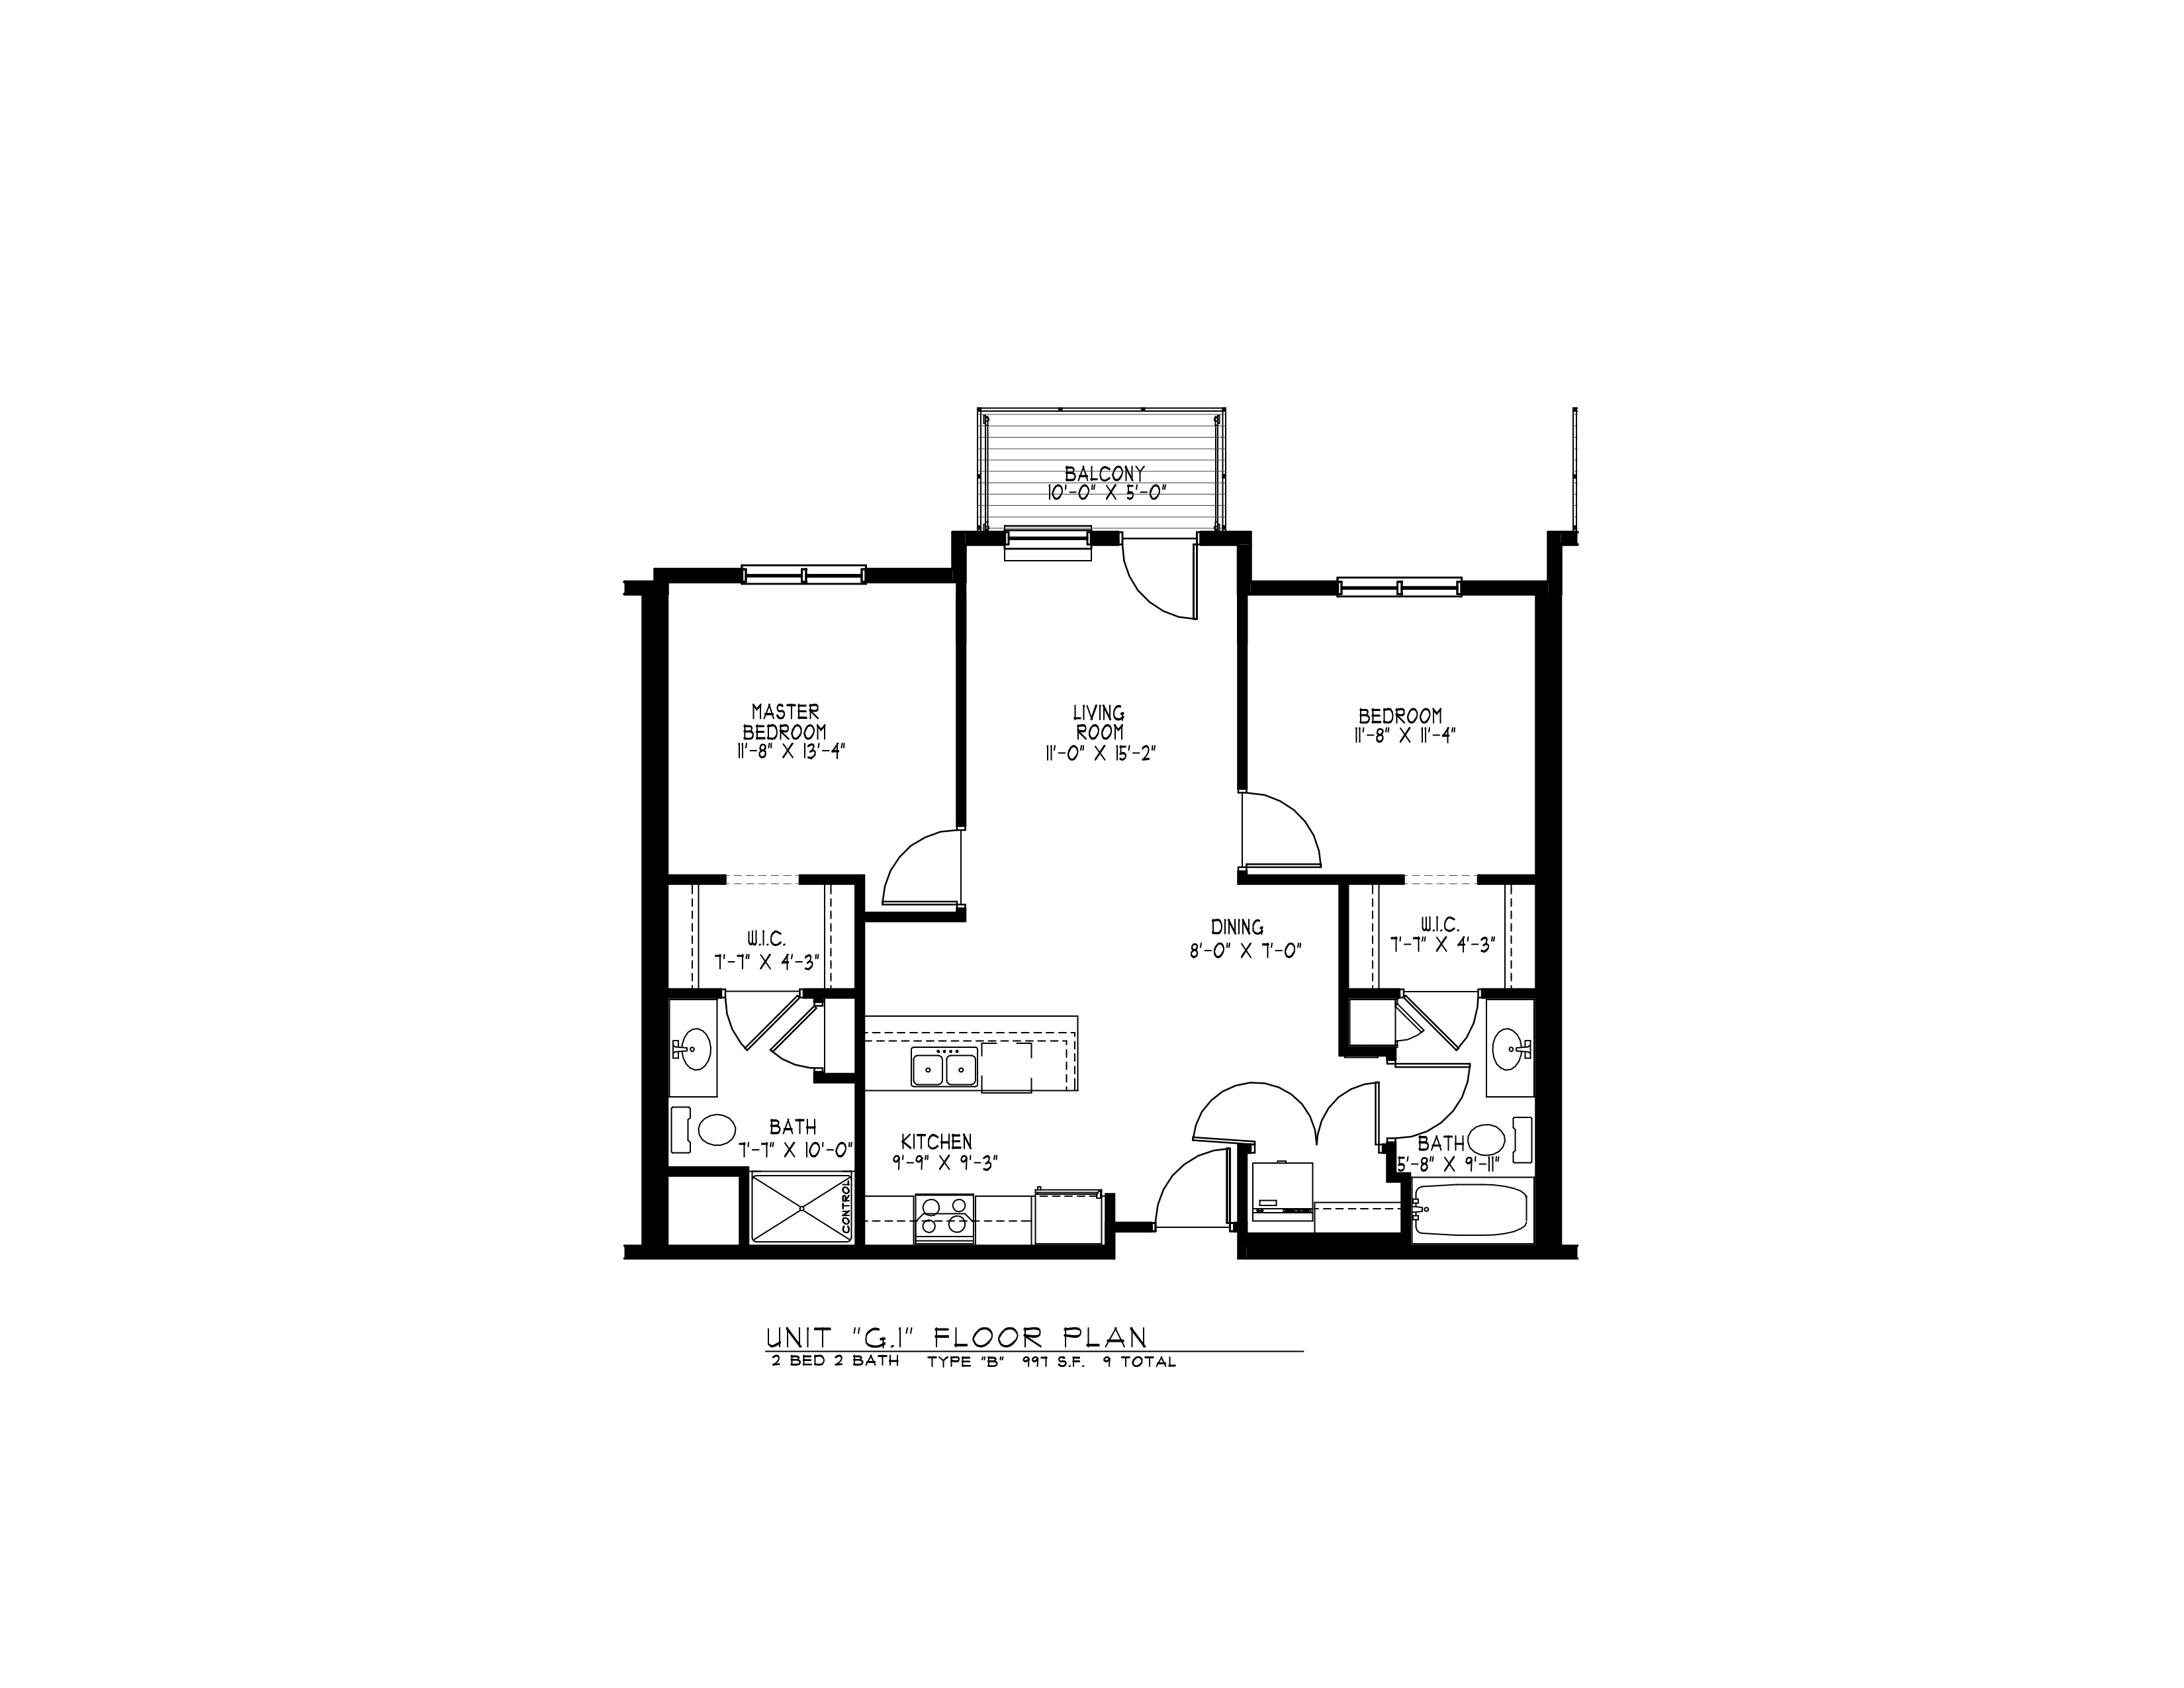 BALCONY
10'-0" X 5'-0"
MASTER
BEDROOM
11'-8" X 13'-4"
LIVING
ROOM
11'-0" X 15'-2"
BEDROOM
11'-8" X 11'-4"
W.I.C.
7'-7" X 4'-3"
DINING
8'-0" X 7'-0"
W.I.C.
7'-7" X 4'-3"
BATH
7'-7" X 10'-0"
KITCHEN
9'-9" X 9'-3"
BATH
5'-8" X 9'-11"
CONTROL
UNIT "G.1" FLOOR PLAN
2 BED 2 BATH TYPE "B" 997 S.F. 9 TOTAL